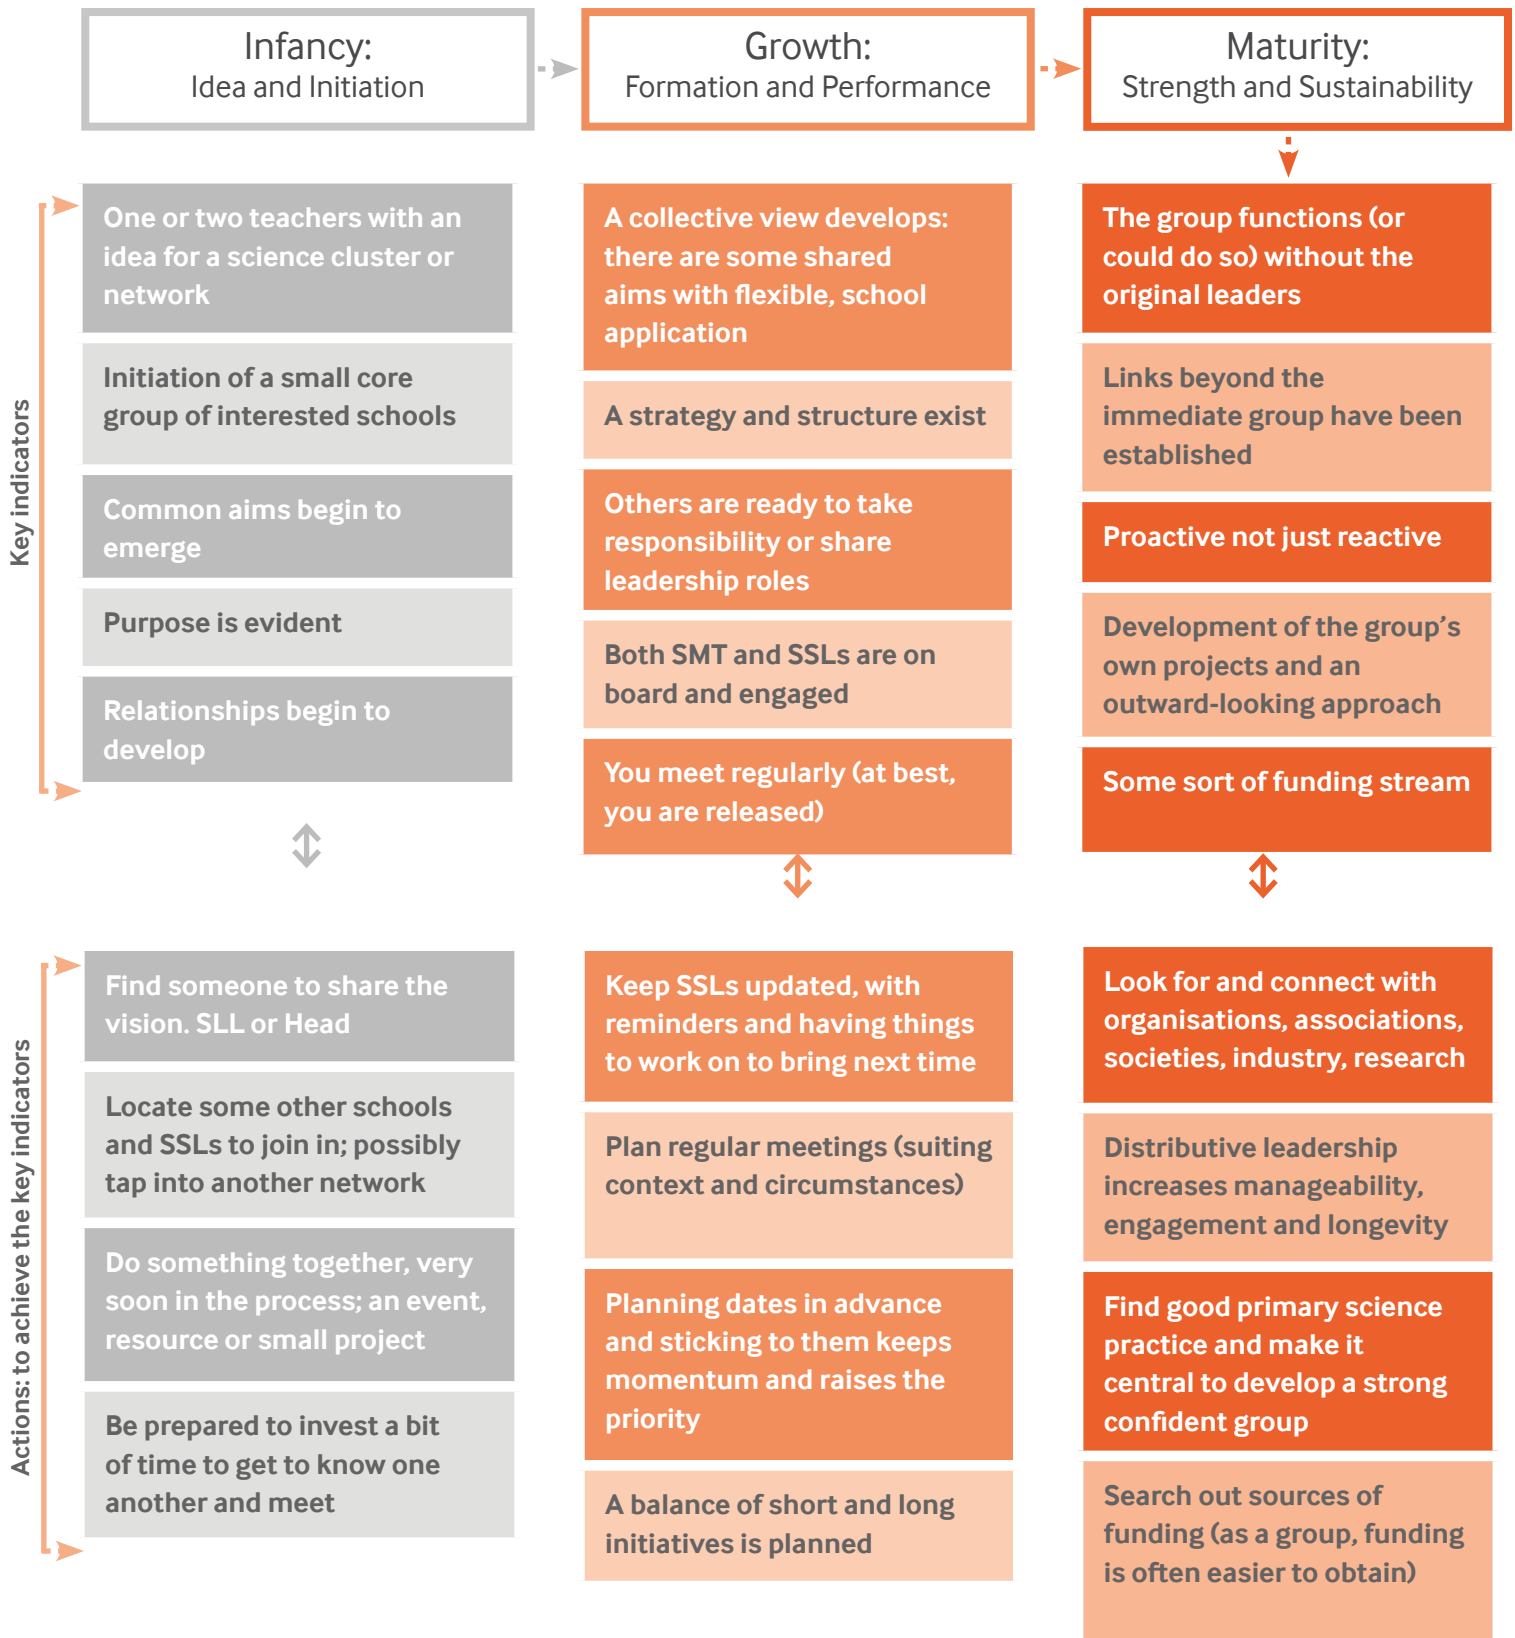 Infancy:
Idea and Initiation
Growth:
Formation and Performance
Maturity:
Strength and Sustainability
Key indicators
One or two teachers with an
idea for a science cluster or
network
Initiation of a small core
group of interested schools
Common aims begin to
emerge
Purpose is evident
Relationships begin to
develop
A collective view develops:
there are some shared
aims with flexible, school
application
A strategy and structure exist
Others are ready to take
responsibility or share
leadership roles
Both SMT and SSLs are on
board and engaged
You meet regularly (at best,
you are released)
The group functions (or
could do so) without the
original leaders
Links beyond the
immediate group have been
established
Proactive not just reactive
Development of the group’s
own projects and an
outward-looking approach
Some sort of funding stream
Actions: to achieve the key indicators
Find someone to share the
vision. SLL or Head
Locate some other schools
and SSLs to join in; possibly
tap into another network
Do something together, very
soon in the process; an event,
resource or small project
Be prepared to invest a bit
of time to get to know one
another and meet
Keep SSLs updated, with
reminders and having things
to work on to bring next time
Plan regular meetings (suiting
context and circumstances)
Planning dates in advance
and sticking to them keeps
momentum and raises the
priority
A balance of short and long
initiatives is planned
Look for and connect with
organisations, associations,
societies, industry, research
Distributive leadership
increases manageability,
engagement and longevity
Find good primary science
practice and make it
central to develop a strong
confident group
Search out sources of
funding (as a group, funding
is often easier to obtain)